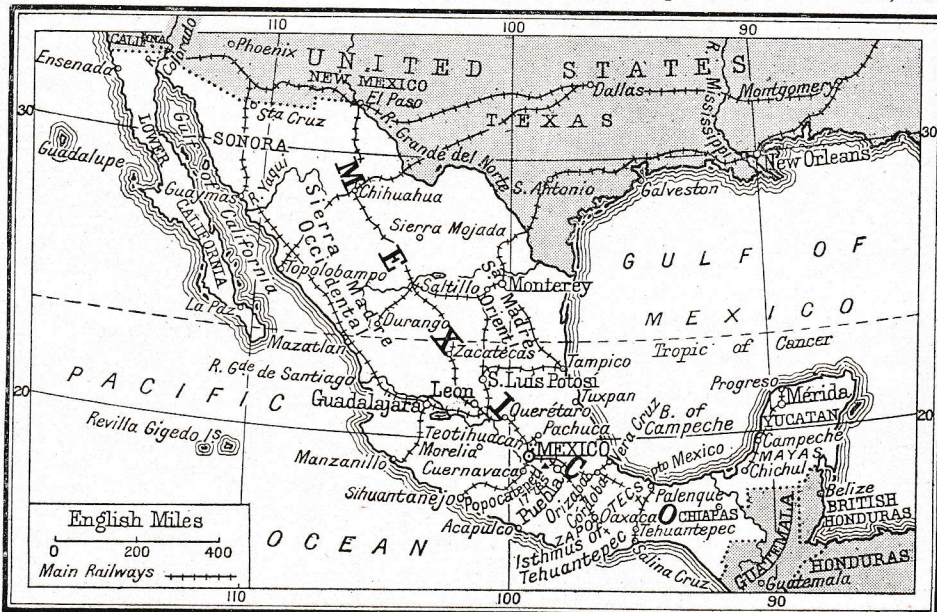 110
100
90
CALIF
Ensenada
R. Colorado
Phoenix
UNITED STATES
NEW MEXICO
El Paso
Dallas
Montgomery
R. Mississippi
TEXAS
30
Sta Cruz
SONORA
R. Grande del Norte
30
New Orleans
LOWER
Gulf of California
Guadalupe
Guaymas
R. Yaqui
Chihuahua
S. Antonio
Galveston
CALIFORNIA
Sierra Madre Occidental
Sierra Mojada
MEXICO
GULF OF MEXICO
Topolobampo
Saltillo
Monterey
Sa. Madre Orientl.
La Paz
Durango
Mazatlan
Zacatecas
Tampico
Tropic of Cancer
R. Gde de Santiago
S. Luis Potosi
Progreso
Mérida
20
PACIFIC
Leon
Tuxpan
20
Guadalajara
Querétaro
YUCATAN
Revilla Gigedo Is
Teotihuacan
Pachuca
Vera Cruz
B. of Campeche
Campeche
Morelia
MEXICO
MAYAS
Manzanillo
Cuernavaca
Pto Mexico
Chichul
Sihuantanejo
Popocatepetl
Puebla
Orizaba
Cordoba
ZAPOTECS
Palenque
Belize
Acapulco
Oaxaca
CHIAPAS
BRITISH HONDURAS
English Miles
0 200 400
Main Railways
OCEAN
Isthmus of Tehuantepec
Tehuantepec
Salina Cruz
GUATEMALA
HONDURAS
Guatemala
110
100
90